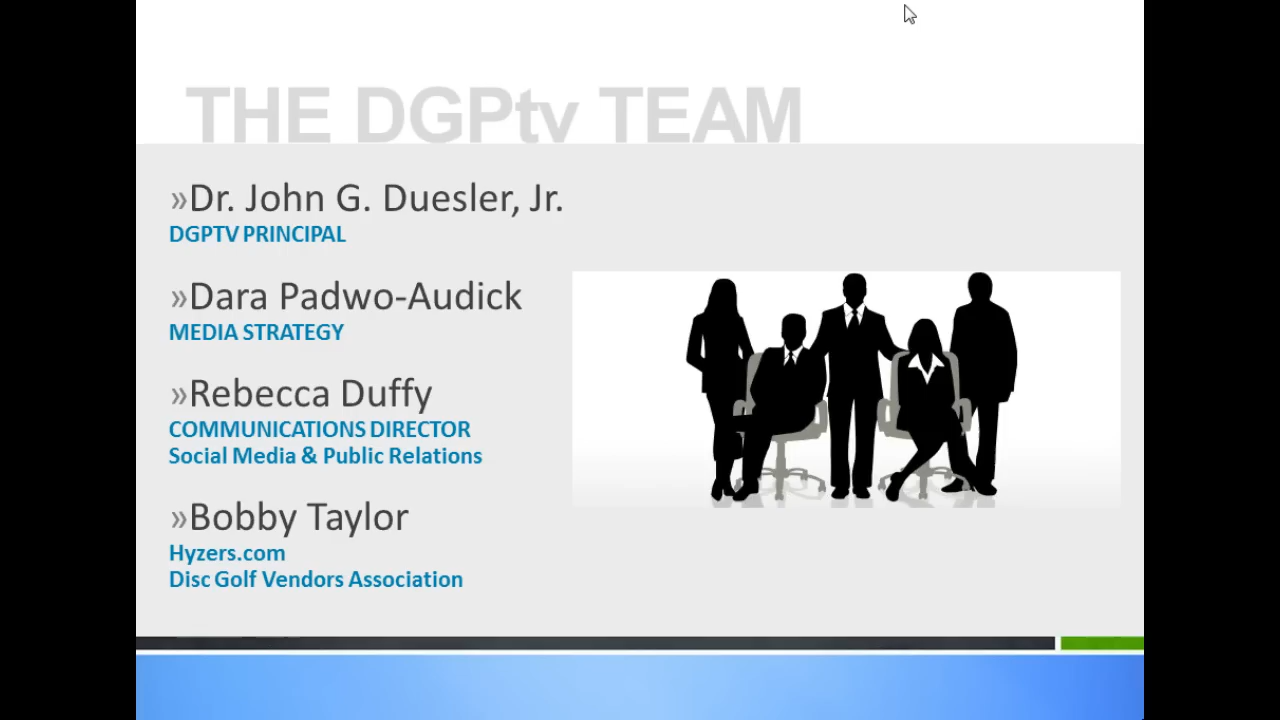 THE DGPtv TEAM
»Dr. John G. Duesler, Jr.
DGPTV PRINCIPAL
»Dara Padwo-Audick
MEDIA STRATEGY
»Rebecca Duffy
COMMUNICATIONS DIRECTOR
Social Media & Public Relations
»Bobby Taylor
Hyzers.com
Disc Golf Vendors Association